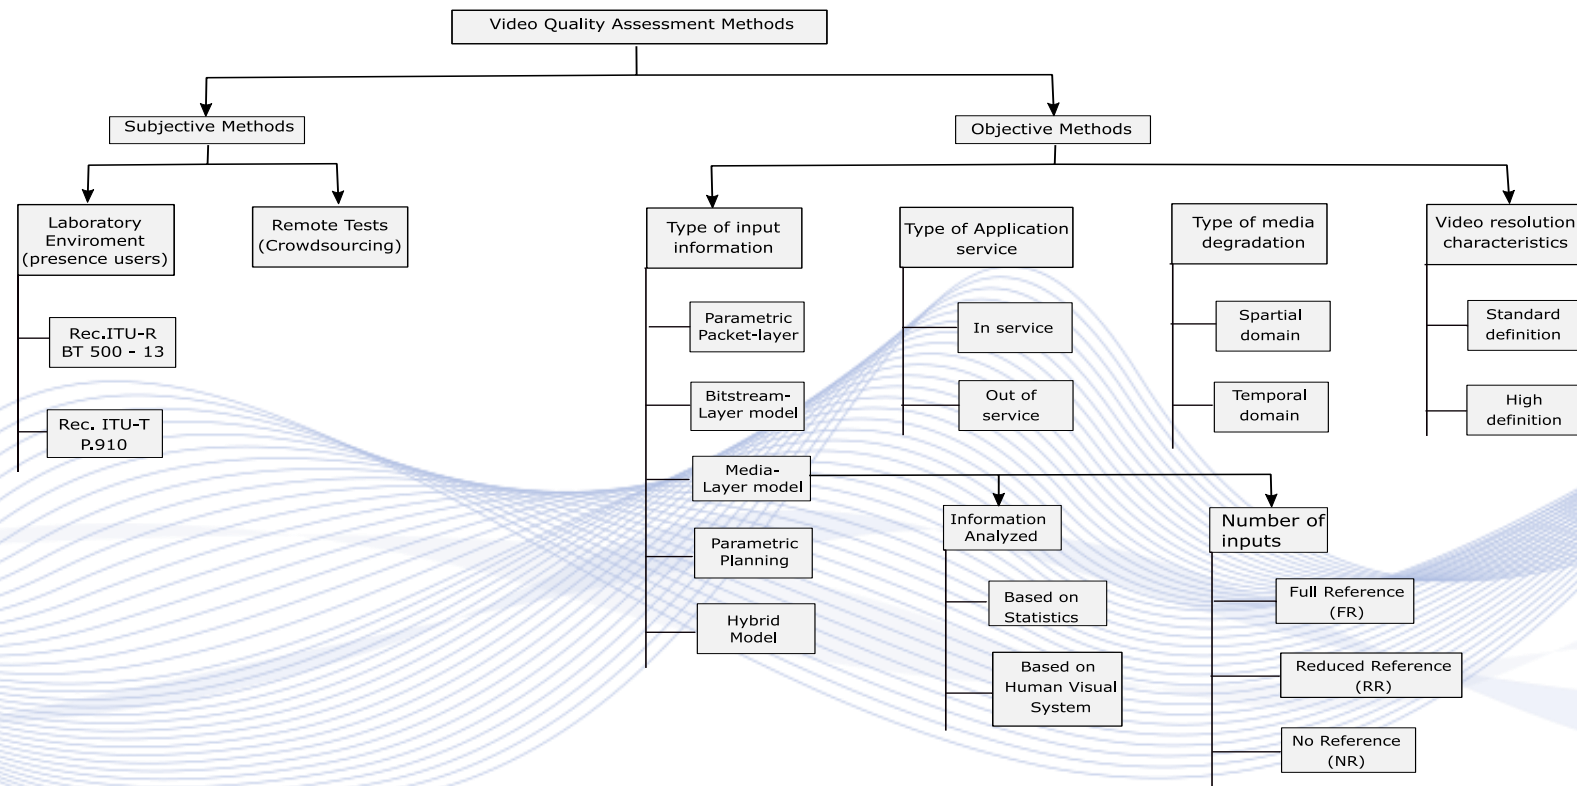 Video Quality Assessment Methods
Subjective Methods
Objective Methods
Laboratory
Enviroment
(presence users)
Remote Tests
(Crowdsourcing)
Type of input
information
Type of Application
service
Type of media
degradation
Video resolution
characteristics
Rec.ITU-R
BT 500 - 13
Rec. ITU-T
P.910
Parametric
Packet-layer
Bitstream-
Layer model
Media-
Layer model
Parametric
Planning
Hybrid
Model
In service
Out of
service
Spartial
domain
Temporal
domain
Standard
definition
High
definition
Information
Analyzed
Based on
Statistics
Based on
Human Visual
System
Number of
inputs
Full Reference
(FR)
Reduced Reference
(RR)
No Reference
(NR)